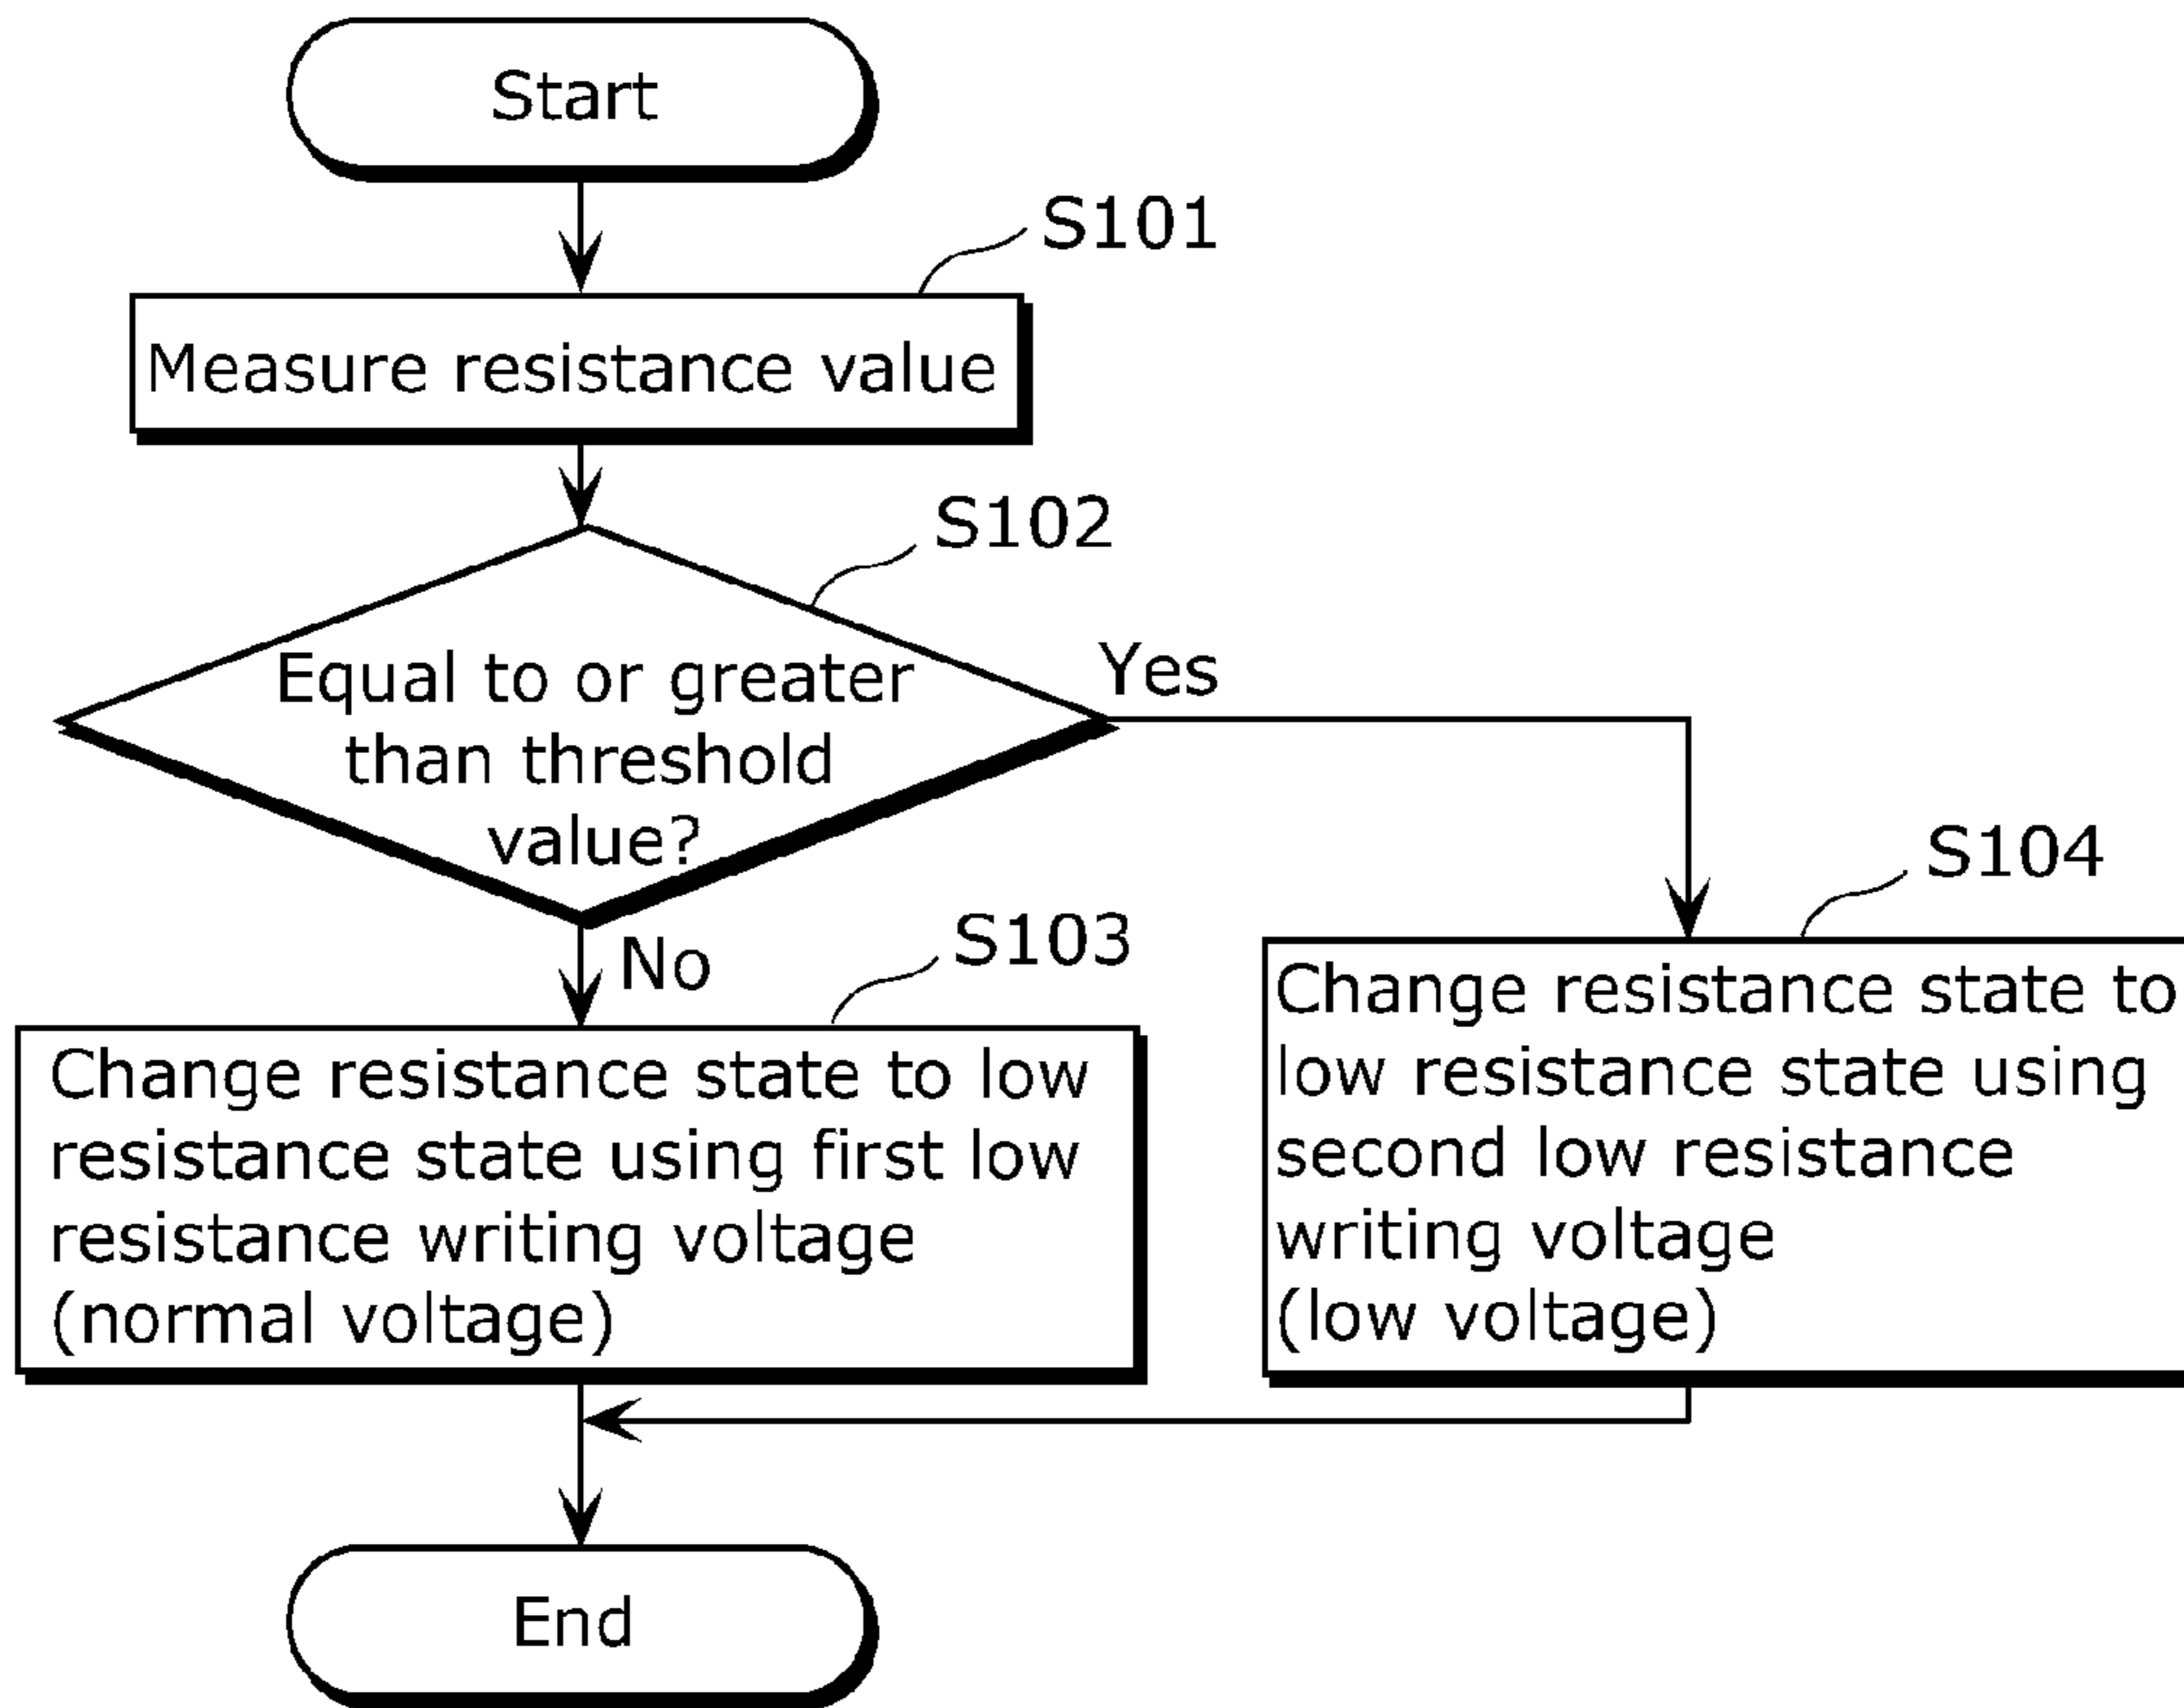 Start
S101
Measure resistance value
S102
Equal to or greater
than threshold
value?
Yes
No
S103
Change resistance state to low
resistance state using first low
resistance writing voltage
(normal voltage)
S104
Change resistance state to
low resistance state using
second low resistance
writing voltage
(low voltage)
End